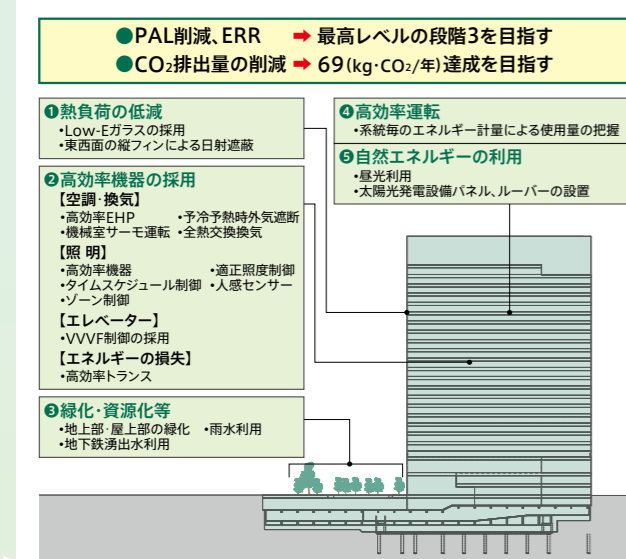 ●PAL削減、ERR ➡ 最高レベルの段階3を目指す
●CO₂排出量の削減 ➡ 69(kg・CO₂/年)達成を目指す
❶熱負荷の低減
・Low-Eガラスの採用
・東西面の縦フィンによる日射遮蔽
❷高効率機器の採用
【空調・換気】
・高効率EHP ・予冷予熱時外気遮断
・機械室サーモ運転 ・全熱交換換気
【照 明】
・高効率機器 ・適正照度制御
・タイムスケジュール制御 ・人感センサー
・ゾーン制御
【エレベーター】
・VVVF制御の採用
【エネルギーの損失】
・高効率トランス
❸緑化・資源化等
・地上部・屋上部の緑化 ・雨水利用
・地下鉄湧出水利用
❹高効率運転
・系統毎のエネルギー計量による使用量の把握
❺自然エネルギーの利用
・昼光利用
・太陽光発電設備パネル、ルーバーの設置